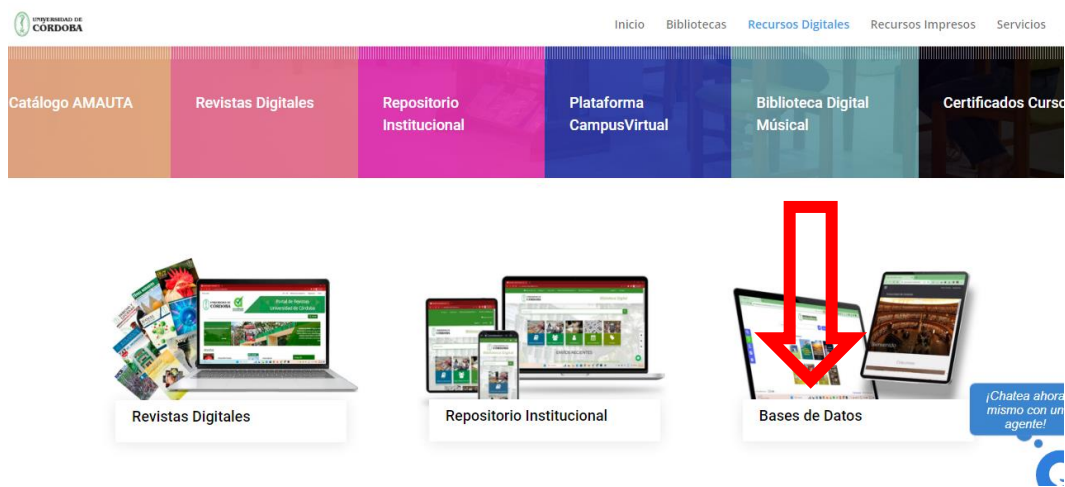 UNIVERSIDAD DE
CÓRDOBA
Inicio Bibliotecas Recursos Digitales Recursos Impresos Servicios
Catálogo AMAUTA
Revistas Digitales
Repositorio
Institucional
Plataforma
CampusVirtual
Biblioteca Digital
Músical
Certificados Curso
Revistas Digitales
Repositorio Institucional
Bases de Datos
¡Chatea ahora
mismo con un
agente!